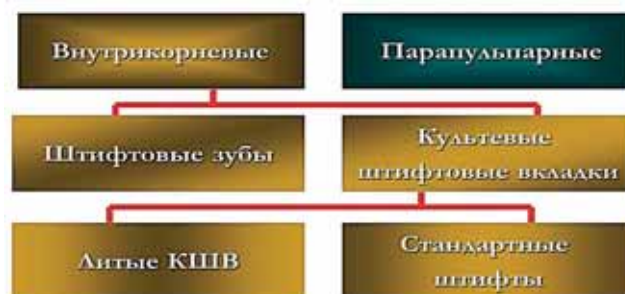 Внутрикорневые
Парапульпарные
Штифтовые зубы
Культевые
штифтовые вкладки
Литые КШВ
Стандартные
штифты